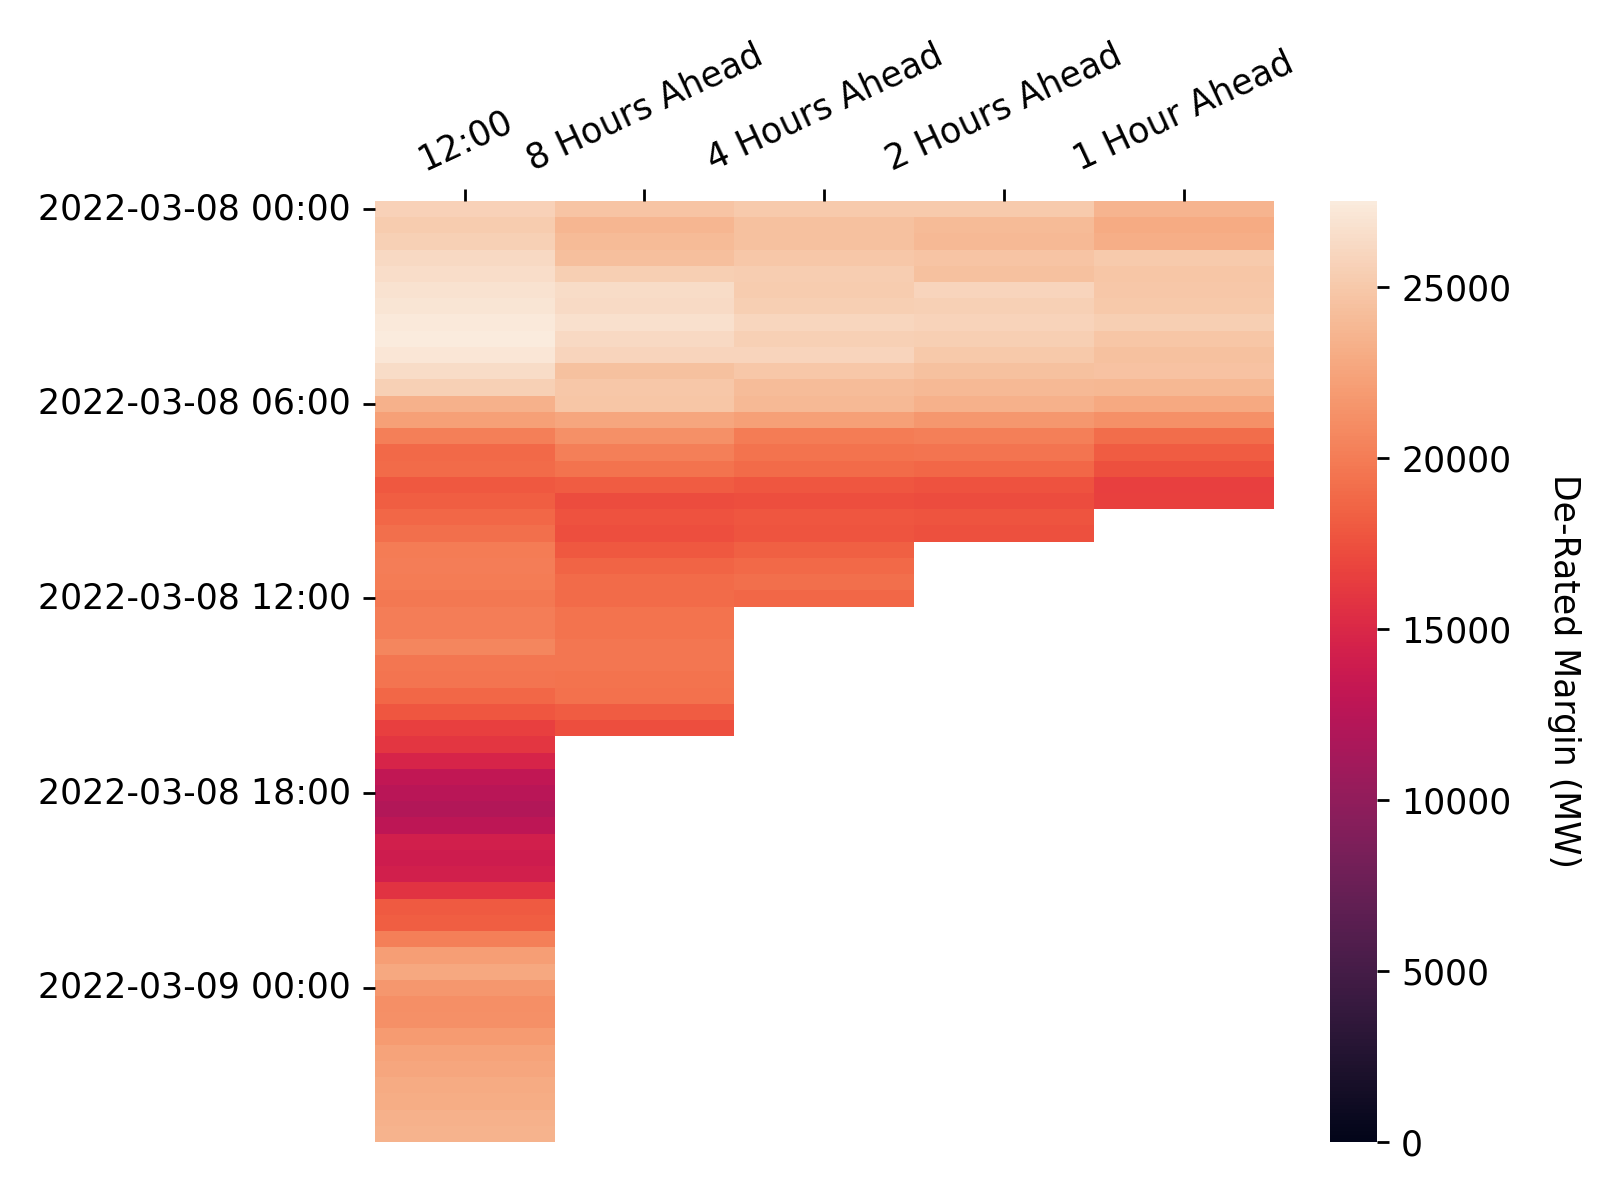 12:00
8 Hours Ahead
4 Hours Ahead
2 Hours Ahead
1 Hour Ahead
2022-03-08 00:00
2022-03-08 06:00
2022-03-08 12:00
2022-03-08 18:00
2022-03-09 00:00
25000
20000
15000
10000
5000
0
De-Rated Margin (MW)